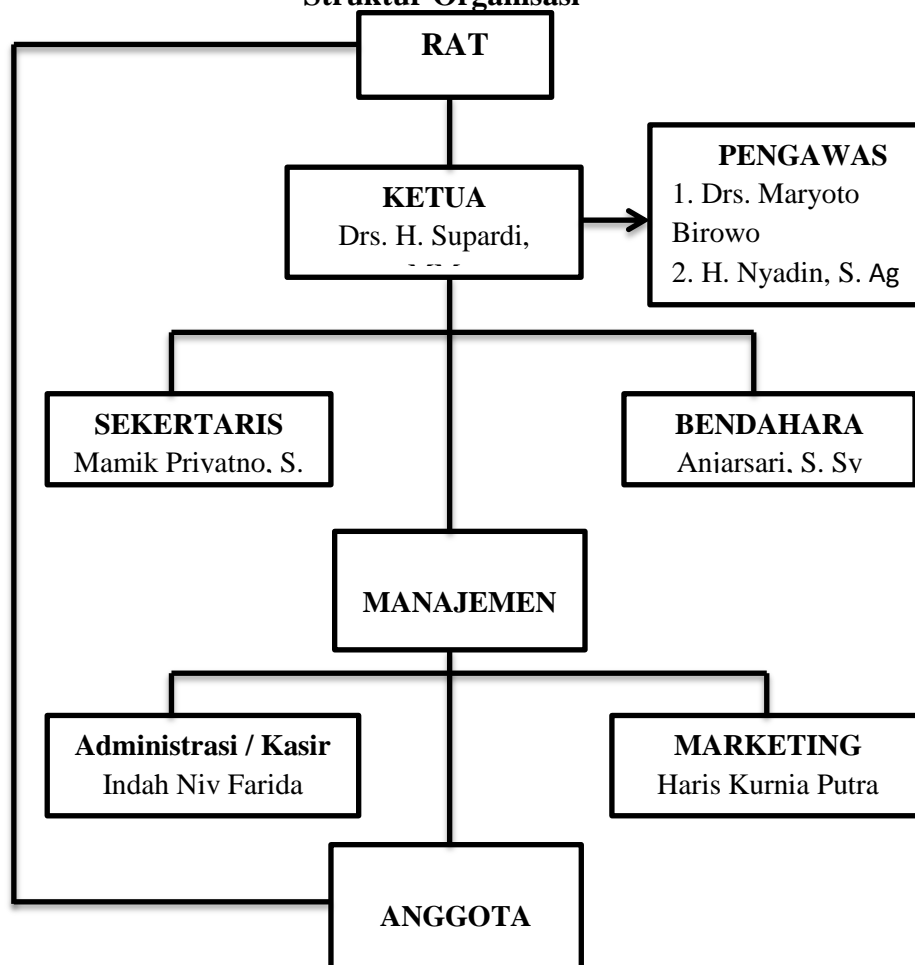 Struktur Organisasi
RAT
KETUA
Drs. H. Supardi,
PENGAWAS
1. Drs. Maryoto
Birowo
2. H. Nyadin, S. Ag
SEKERTARIS
Mamik Priyatno, S.
BENDAHARA
Anjarsari, S. Sy
MANAJEMEN
Administrasi / Kasir
Indah Niv Farida
MARKETING
Haris Kurnia Putra
ANGGOTA